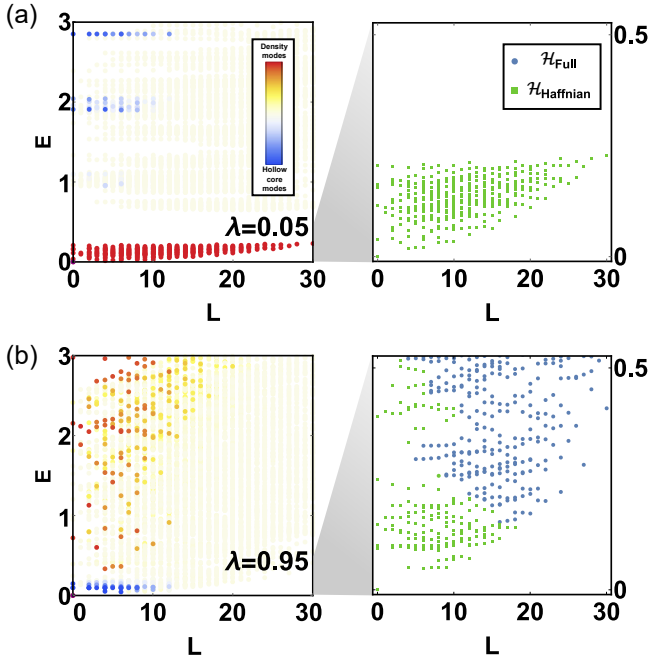 (a)
3
2
E
1
0
0 10 20 30
L
Density
modes
Hollow
core
modes
λ=0.05
0.5
0
0 10 20 30
L
ℋFull
ℋHaffnian
(b)
3
2
E
1
0
0 10 20 30
L
λ=0.95
0.5
0
0 10 20 30
L